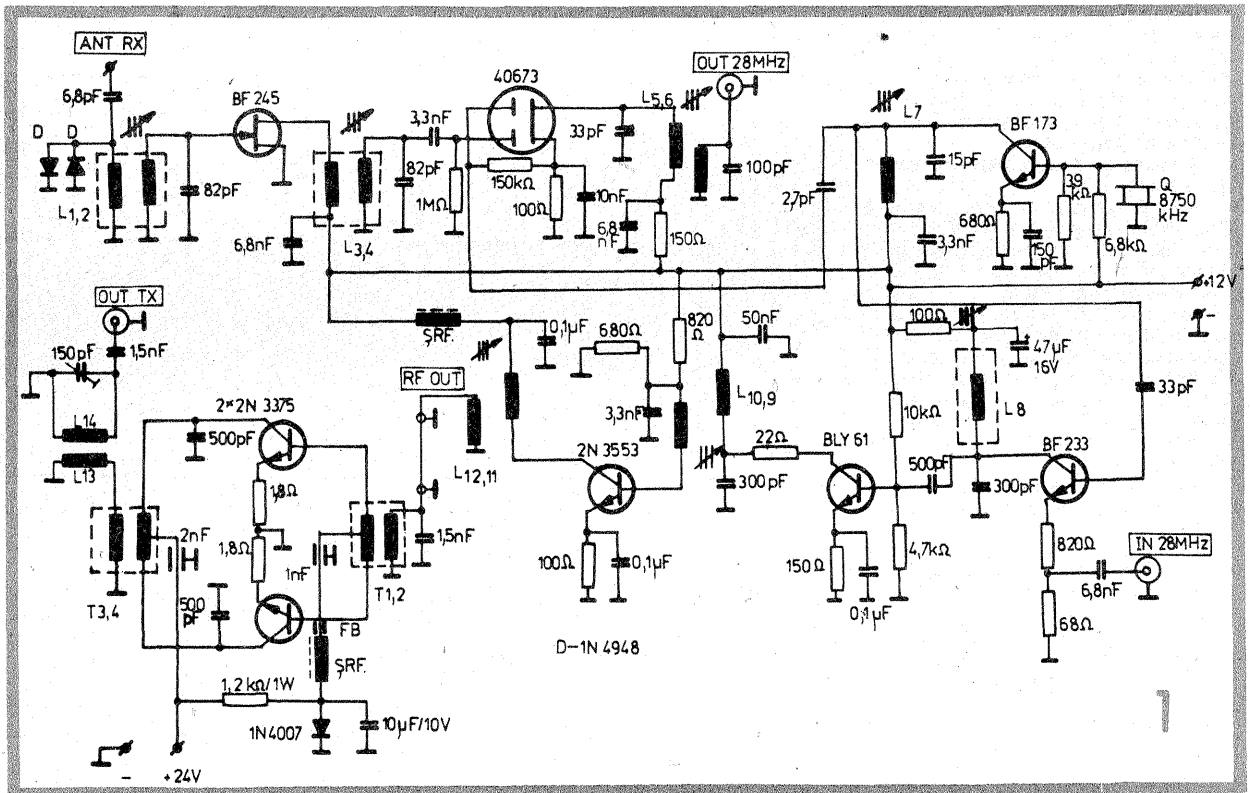 ANT RX
6,8pF
D D
L1,2
82pF
BF 245
6,8nF
L3,4
3,3nF
82pF
1MΩ
40673
150kΩ
100Ω
10nF
33pF
L5,6
6,8 nF
150Ω
OUT 28MHz
100pF
2,7pF
L7
15pF
3,3nF
BF 173
680Ω
150 pF
39 kΩ
6,8kΩ
Q
8750 kHz
+12V
-
OUT TX
150pF
1,5nF
L14
L13
T3,4
2nF
500pF
2*2N 3375
1,8Ω
1,8Ω
1nF
500 pF
FB
ȘRF.
T1,2
1,5nF
RF OUT
L12,11
ȘRF.
0,1µF
680Ω
820 Ω
3,3nF
2N 3553
100Ω
0,1µF
50nF
L10,9
300pF
22Ω
BLY 61
150Ω
0,1µF
10kΩ
4,7kΩ
500pF
100Ω
47µF
16V
L8
300pF
33pF
BF 233
820Ω
68Ω
6,8nF
IN 28MHz
D-1N 4948
1,2kΩ/1W
1N4007
10µF/10V
-
+24V
1